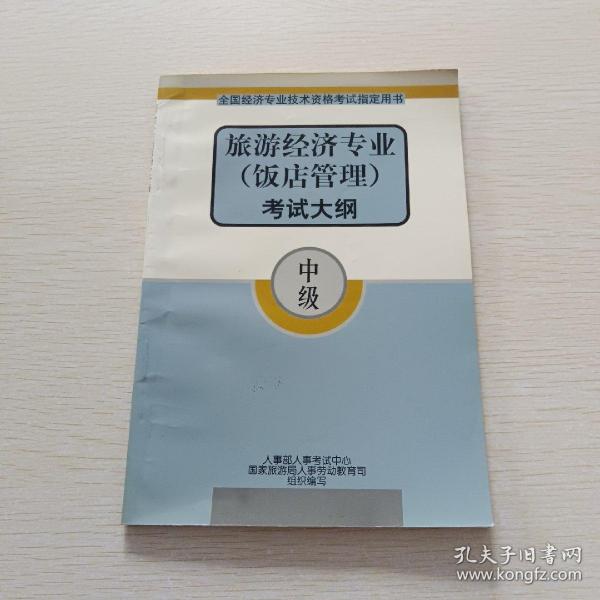 全国经济专业技术资格考试指定用书
旅游经济专业
（饭店管理）
考试大纲
中
级
人事部人事考试中心
国家旅游局人事劳动教育司
组织编写
孔夫子旧书网
www.kongfz.com